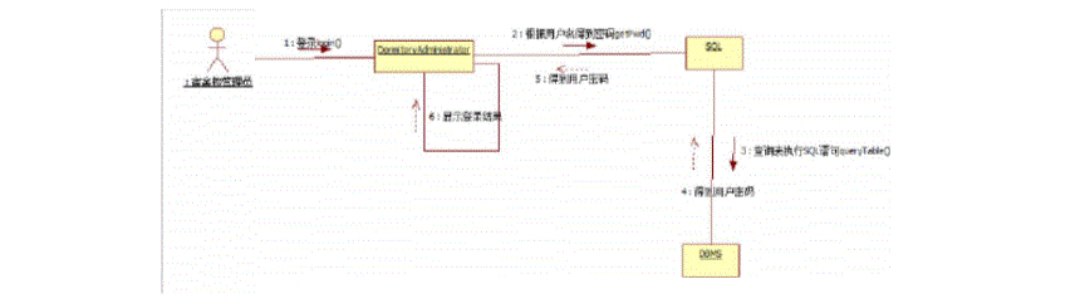 1：登录login()
2：根据用户名得到密码getPwd()
DormitoryAdministrator
SQL
5：得到用户密码
6：显示登录结果
3：查询表执行SQL语句queryTable()
4：得到用户密码
DBMS